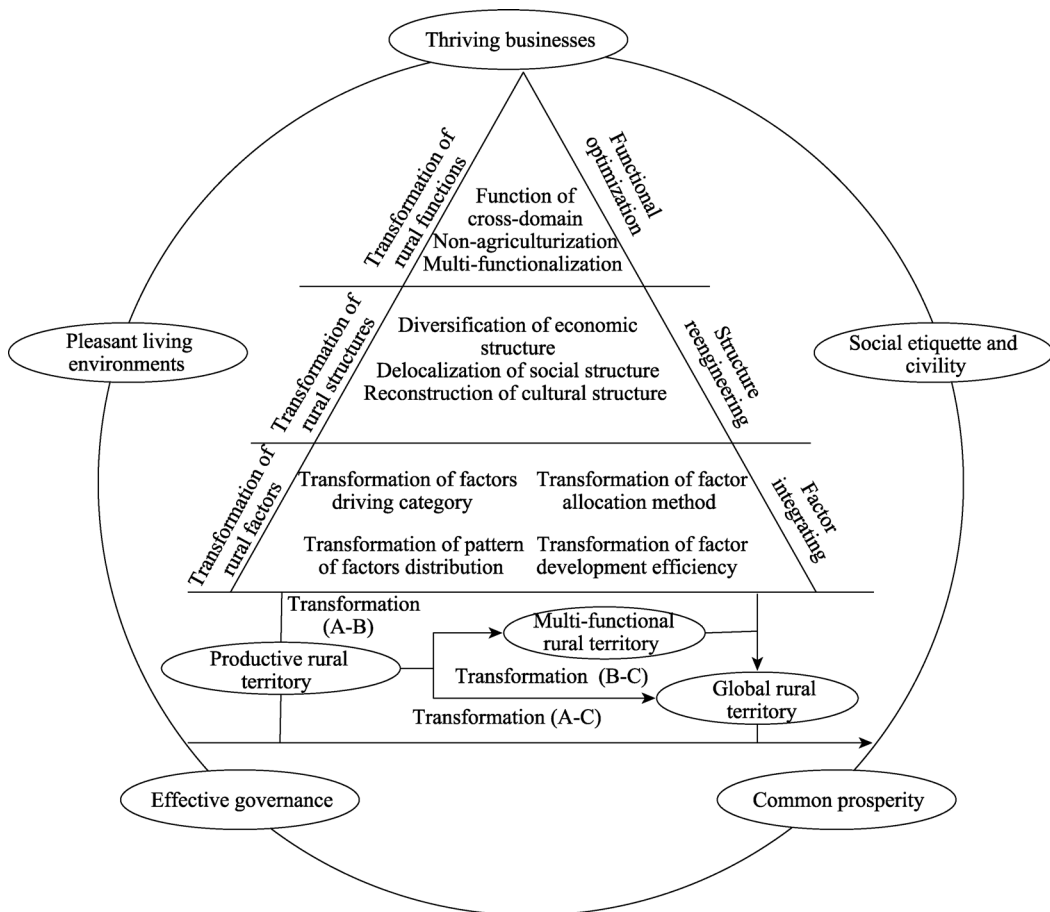 Thriving businesses
Transformation of
rural functions
Functional
optimization
Function of
cross-domain
Non-agriculturization
Multi-functionalization
Pleasant living
environments
Transformation of
rural structures
Diversification of economic
structure
Delocalization of social structure
Reconstruction of cultural structure
Structure
reengineering
Social etiquette and
civility
Transformation of
rural factors
Transformation of factors
driving category
Transformation of factor
allocation method
Transformation of pattern
of factors distribution
Transformation of factor
development efficiency
Factor
integrating
Transformation
(A-B)
Multi-functional
rural territory
Productive rural
territory
Transformation (B-C)
Global rural
territory
Transformation (A-C)
Effective governance
Common prosperity